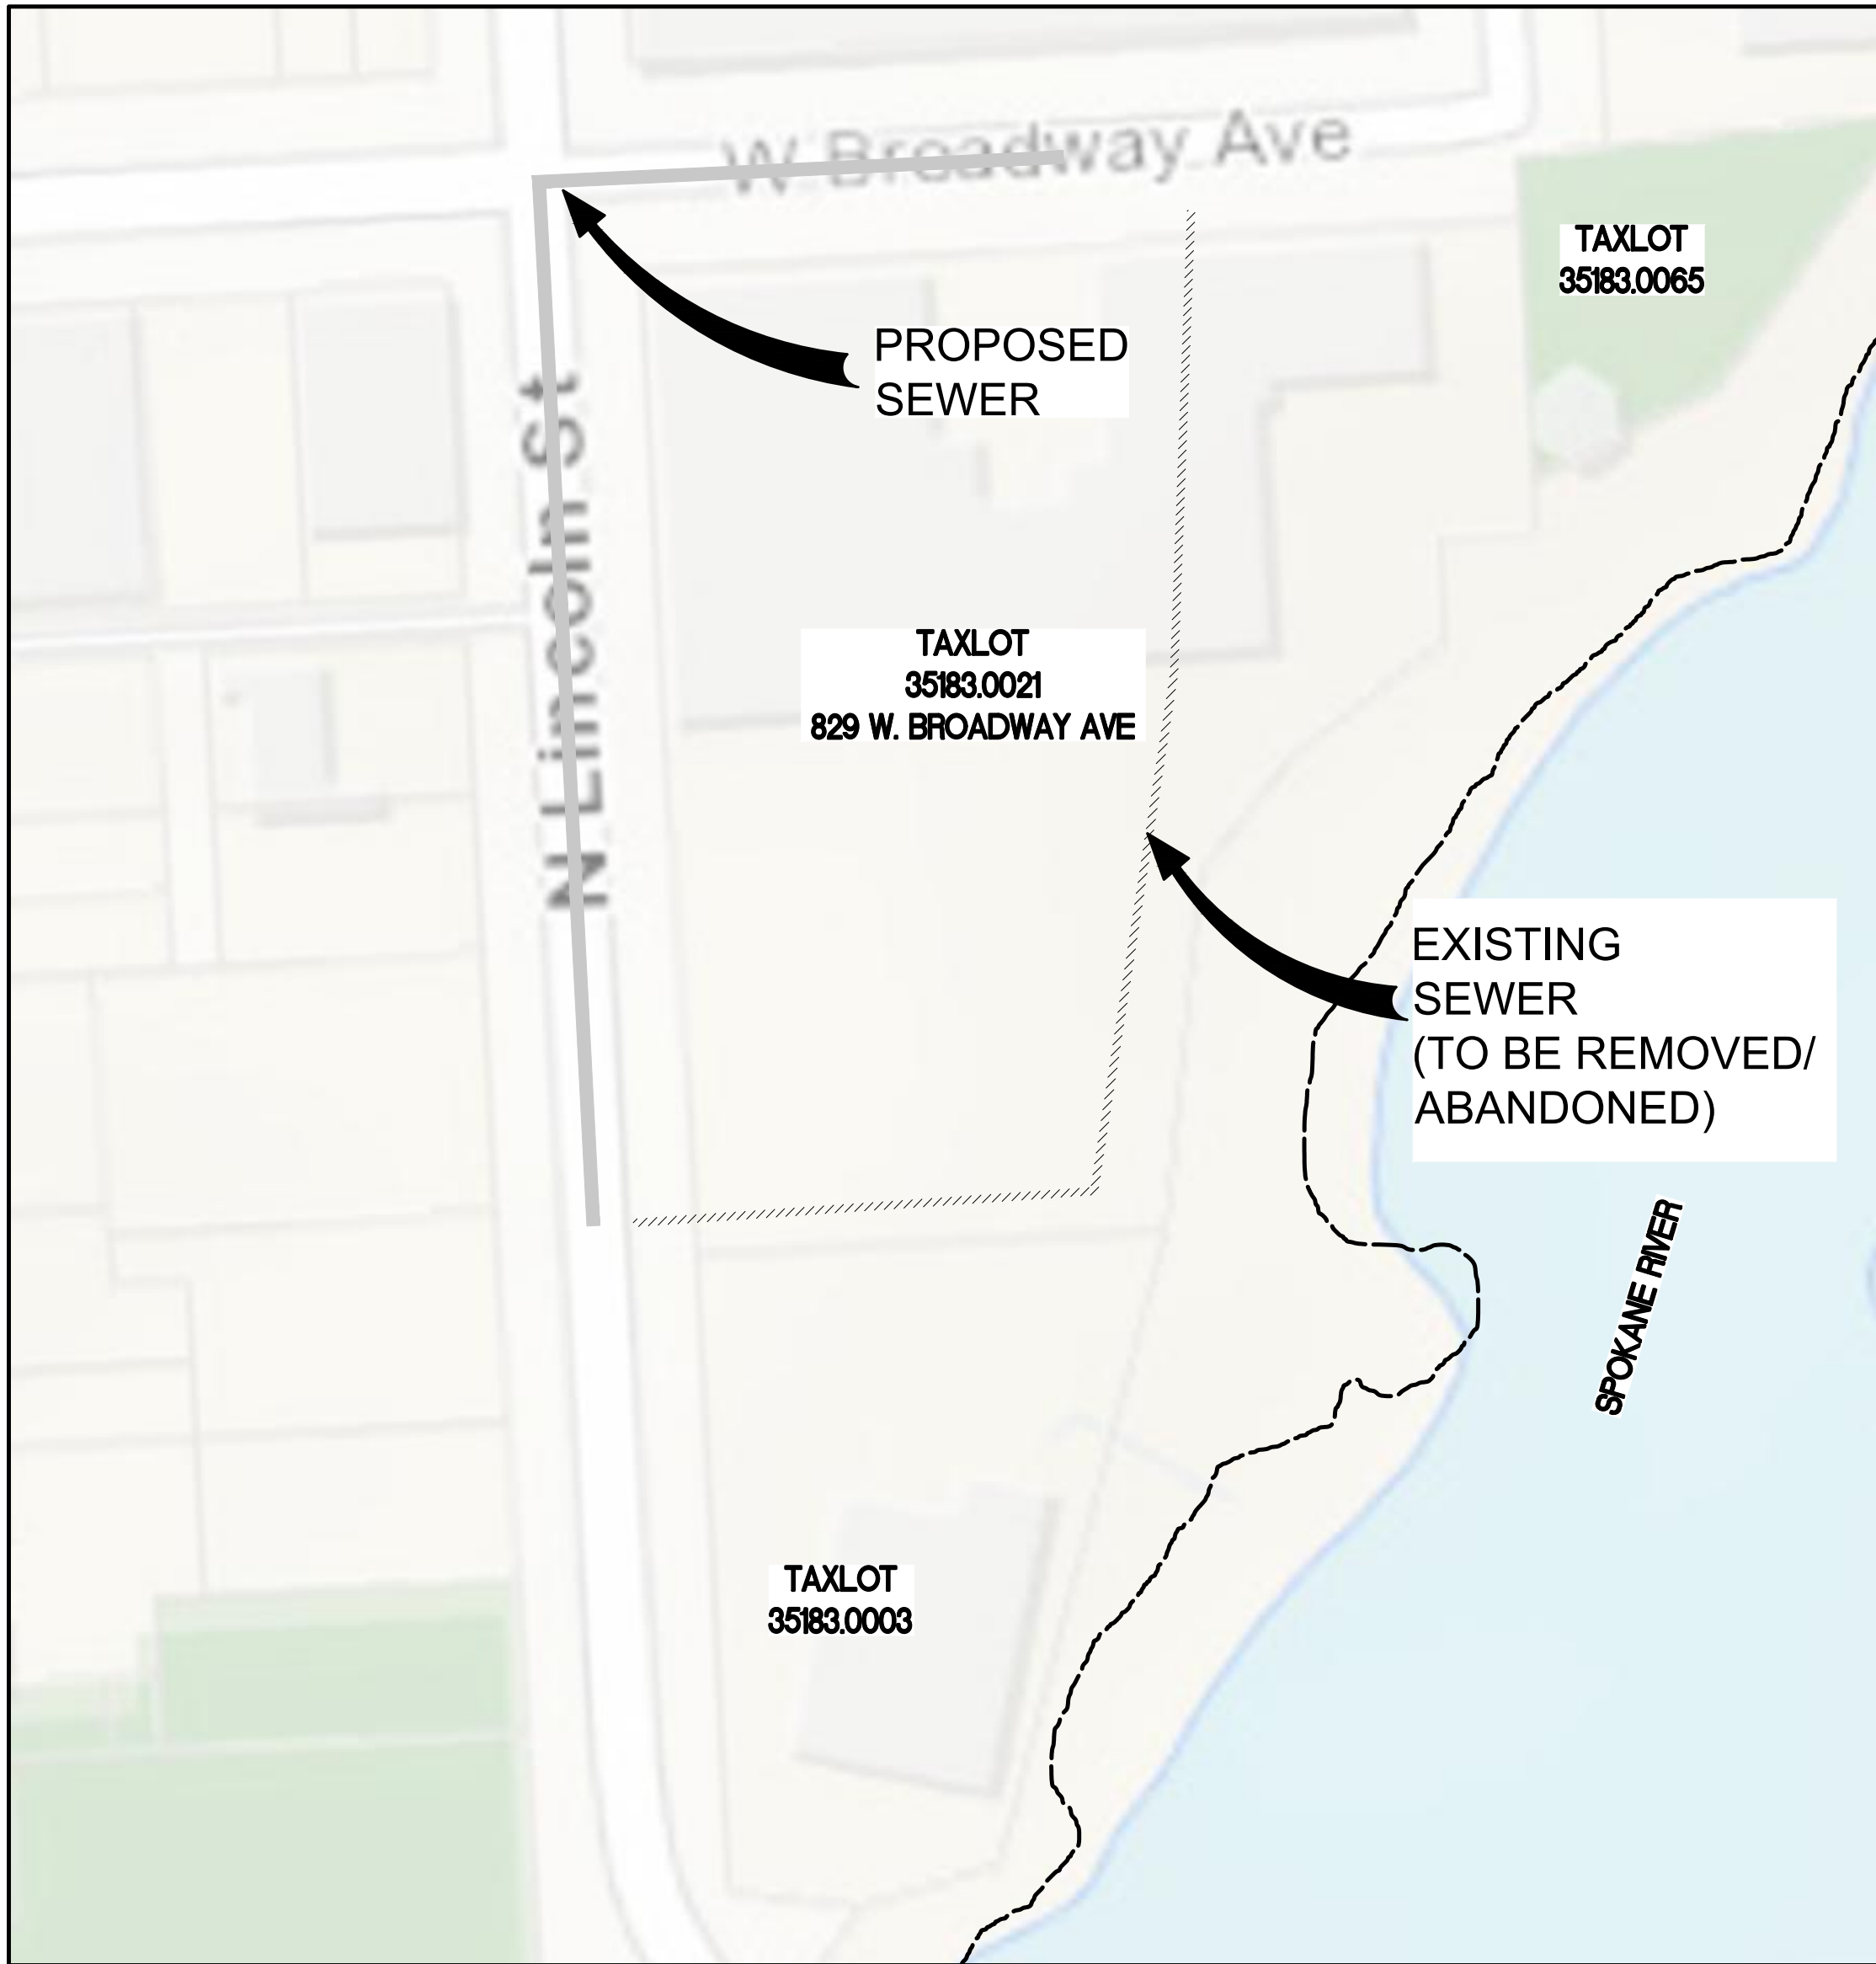 W Broadway Ave
TAXLOT
35183.0065
PROPOSED
SEWER
N Lincoln St
TAXLOT
35183.0021
829 W. BROADWAY AVE
EXISTING
SEWER
(TO BE REMOVED/
ABANDONED)
SPOKANE RIVER
TAXLOT
35183.0003